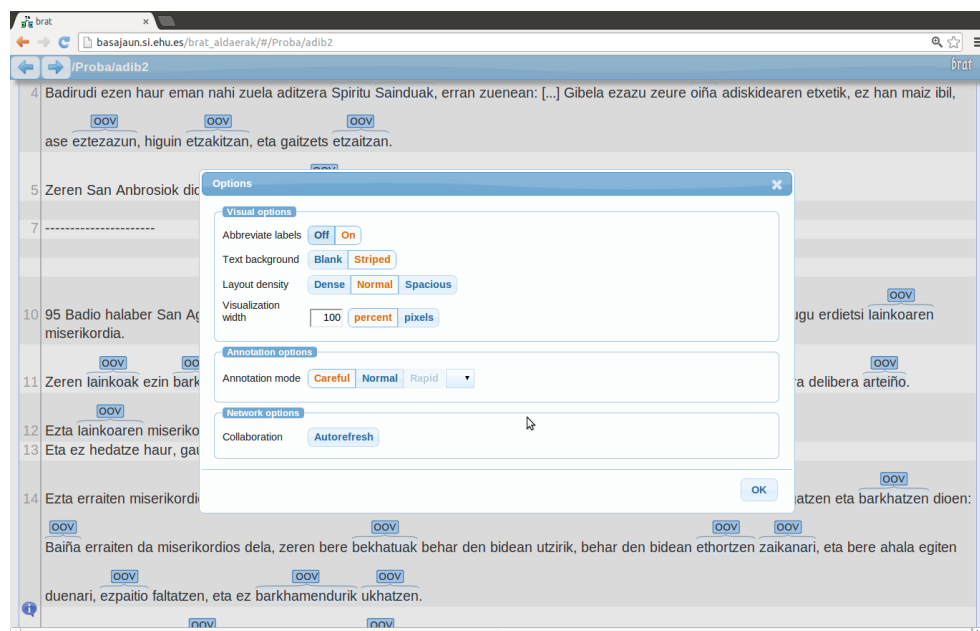 brat ×
basajaun.si.ehu.es/brat_aldaerak/#/Proba/adib2
/Proba/adib2 brat
4 Badirudi ezen haur eman nahi zuela aditzera Spiritu Sainduak, erran zuenean: [...] Gibela ezazu zeure oiña adiskidearen etxetik, ez han maiz ibil,
OOV OOV OOV
ase eztezazun, higuin etzakitzan, eta gaitzets etzaitzan.
OOV
5 Zeren San Anbrosiok dio
7 ----------------------
OOV
10 95 Badio halaber San Ag ugu erdietsi Iainkoaren
miserikordia.
OOV OO OOV
11 Zeren Iainkoak ezin bark a delibera arteiño.
OOV
12 Ezta Iainkoaren miseriko
13 Eta ez hedatze haur, gau
OOV
14 Ezta erraiten miserikordi atzen eta barkhatzen dioen:
OOV OOV OOV OOV
Baiña erraiten da miserikordios dela, zeren bere bekhatuak behar den bidean utzirik, behar den bidean ethortzen zaikanari, eta bere ahala egiten
OOV OOV OOV
duenari, ezpaitio faltatzen, eta ez barkhamendurik ukhatzen.
OOV OOV
Options ×
Visual options
Abbreviate labels Off On
Text background Blank Striped
Layout density Dense Normal Spacious
Visualization
width 100 percent pixels
Annotation options
Annotation mode Careful Normal Rapid
Network options
Collaboration Autorefresh
OK